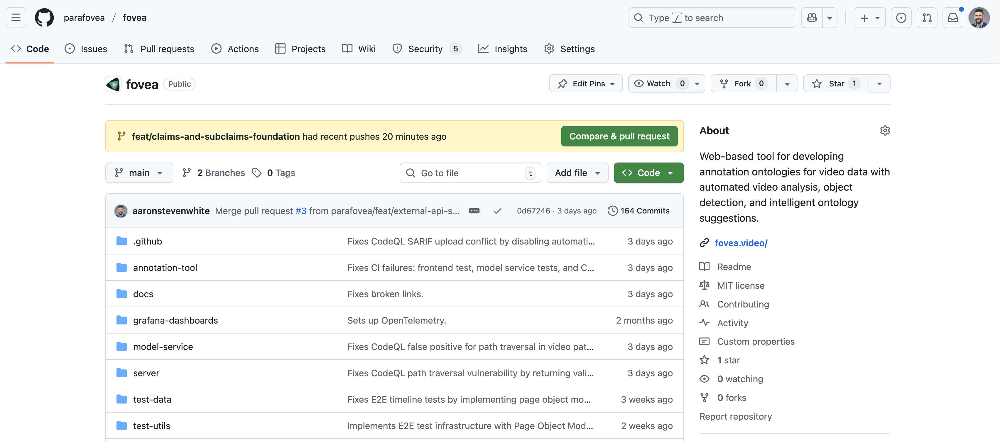 parafovea / fovea
Type / to search
Code
Issues
Pull requests
Actions
Projects
Wiki
Security 5
Insights
Settings
fovea Public
Edit Pins
Watch 0
Fork 0
Star 1
feat/claims-and-subclaims-foundation had recent pushes 20 minutes ago
Compare & pull request
main
2 Branches
0 Tags
Go to file t
Add file
Code
aaronstevenwhite Merge pull request #3 from parafovea/feat/external-api-s... 0d67246 · 3 days ago 164 Commits
.github Fixes CodeQL SARIF upload conflict by disabling automati... 3 days ago
annotation-tool Fixes CI failures: frontend test, model service tests, and C... 3 days ago
docs Fixes broken links. 3 days ago
grafana-dashboards Sets up OpenTelemetry. 2 months ago
model-service Fixes CodeQL false positive for path traversal in video pat... 3 days ago
server Fixes CodeQL path traversal vulnerability by returning vali... 3 days ago
test-data Fixes E2E timeline tests by implementing page object mo... 3 weeks ago
test-utils Implements E2E test infrastructure with Page Object Mod... 2 weeks ago
About
Web-based tool for developing
annotation ontologies for video data with
automated video analysis, object
detection, and intelligent ontology
suggestions.
fovea.video/
Readme
MIT license
Contributing
Activity
Custom properties
1 star
0 watching
0 forks
Report repository